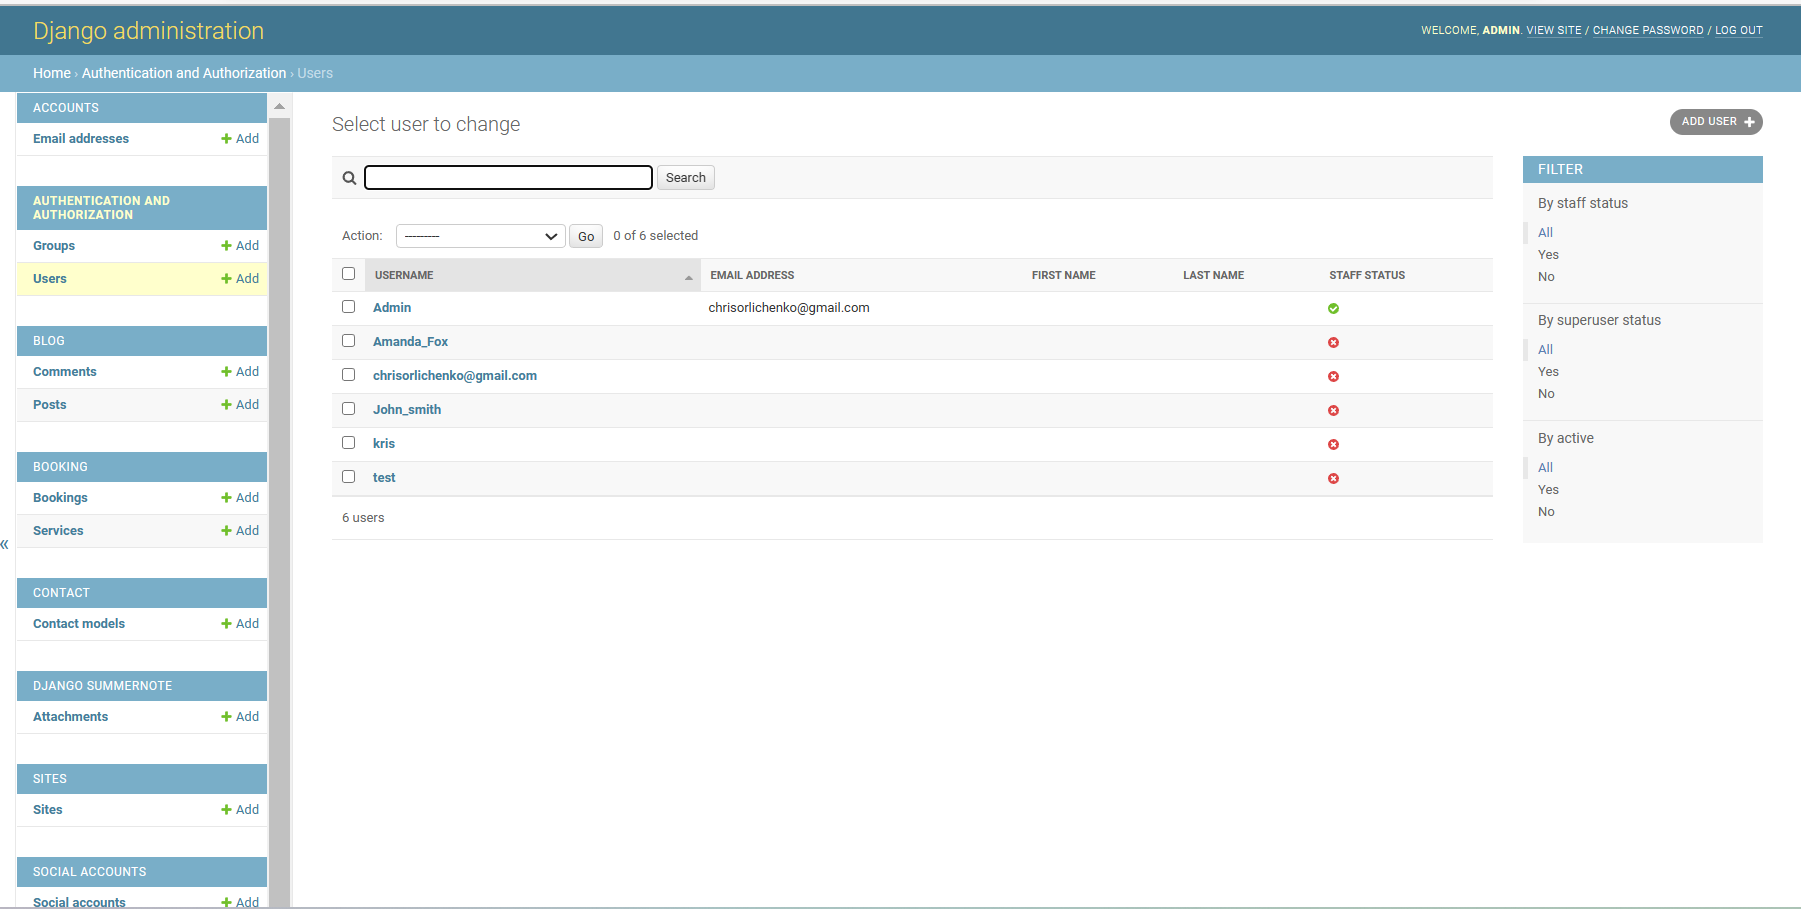 Django administration
WELCOME, ADMIN. VIEW SITE / CHANGE PASSWORD / LOG OUT
Home › Authentication and Authorization › Users
ACCOUNTS
Email addresses Add
AUTHENTICATION AND
AUTHORIZATION
Groups Add
Users Add
BLOG
Comments Add
Posts Add
BOOKING
Bookings Add
Services Add
«
CONTACT
Contact models Add
DJANGO SUMMERNOTE
Attachments Add
SITES
Sites Add
SOCIAL ACCOUNTS
Social accounts Add
Select user to change
ADD USER
Search
Action: --------- Go 0 of 6 selected
USERNAME EMAIL ADDRESS FIRST NAME LAST NAME STAFF STATUS
Admin chrisorlichenko@gmail.com
Amanda_Fox
chrisorlichenko@gmail.com
John_smith
kris
test
6 users
FILTER
By staff status
All
Yes
No
By superuser status
All
Yes
No
By active
All
Yes
No